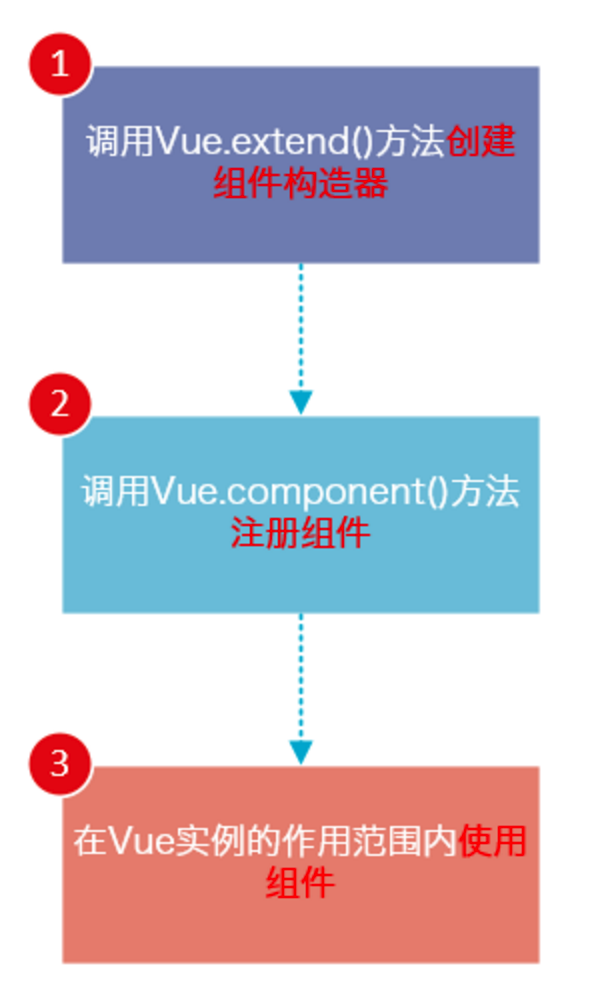 1
调用Vue.extend()方法创建
组件构造器
2
调用Vue.component()方法
注册组件
3
在Vue实例的作用范围内使用
组件